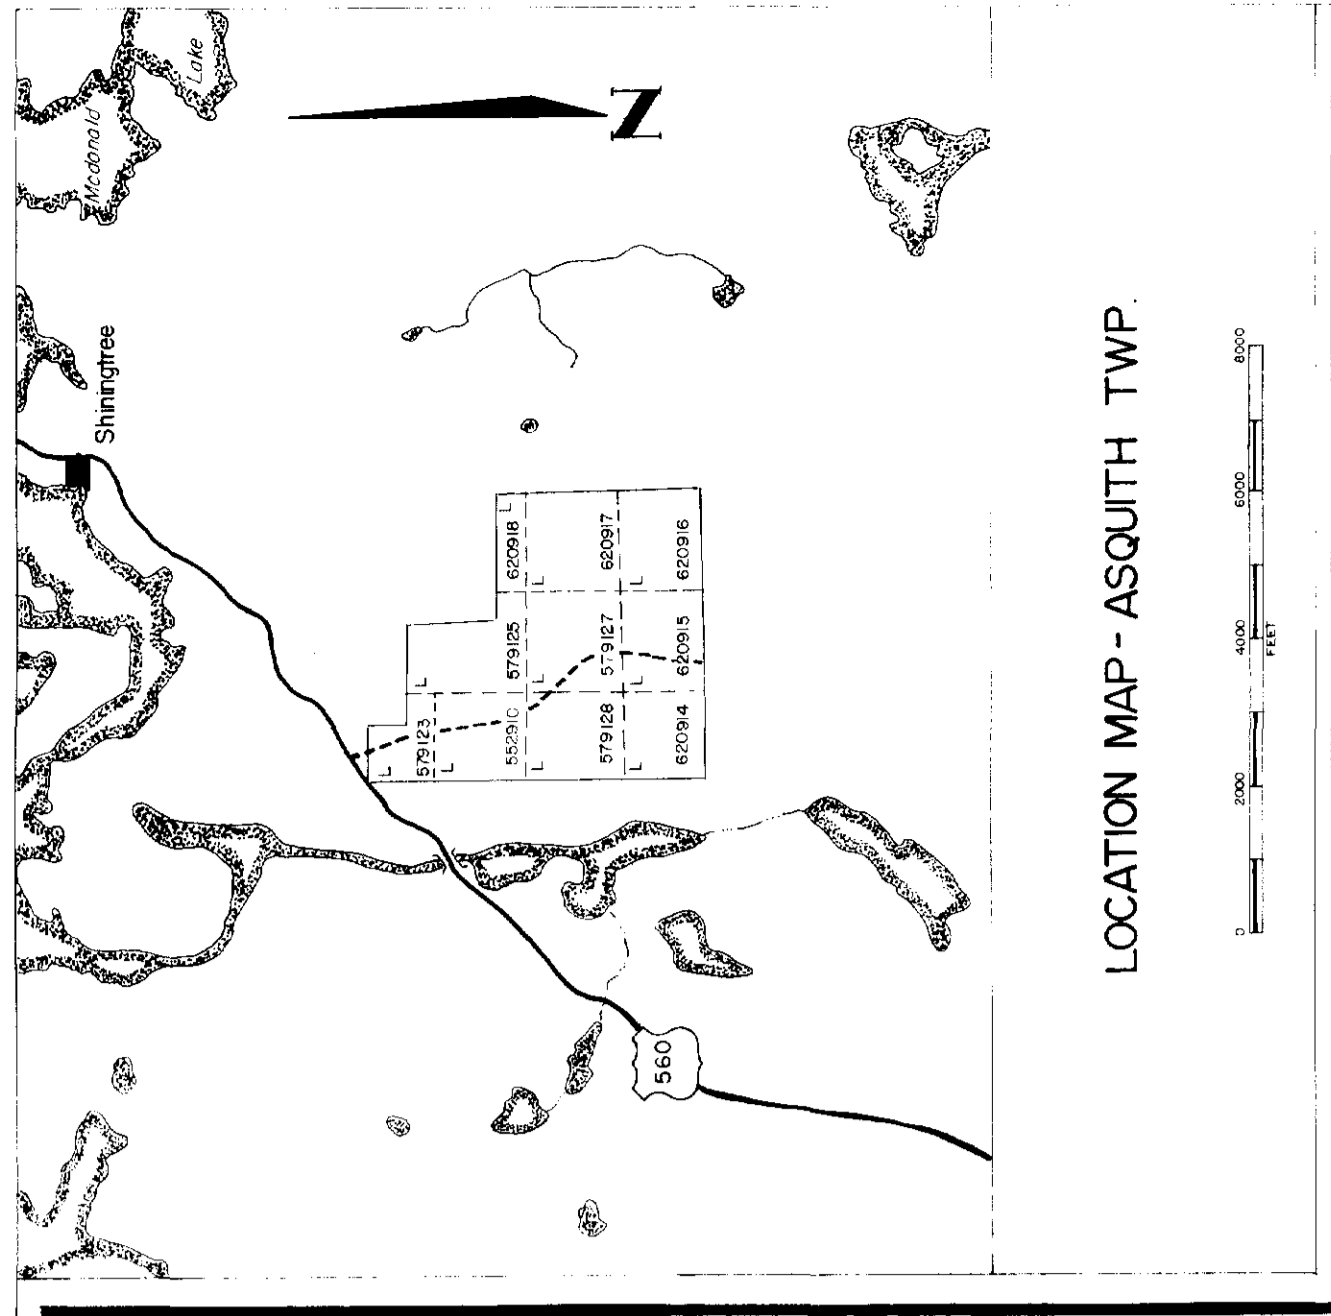 Mcdonald
Lake
N
Shiningtree
L
579123
L
L
552910
579125
620918
L
L
L
L
579128
579127
620917
L
L
L
620914
620915
620916
560
LOCATION MAP - ASQUITH TWP.
0 2000 4000 6000 8000
FEET